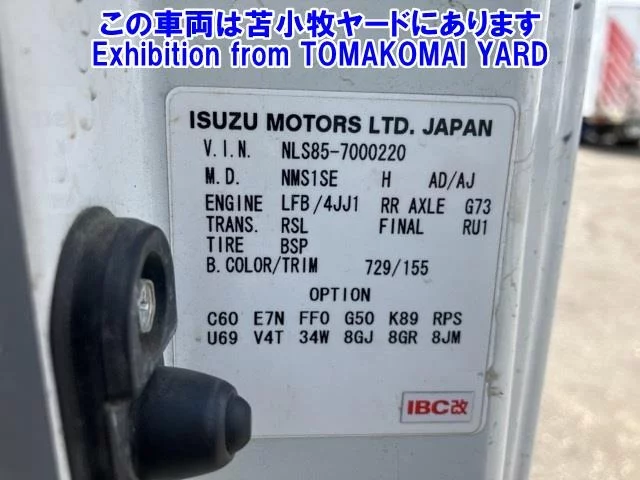 この車両は苫小牧ヤードにあります
Exhibition from TOMAKOMAI YARD
ISUZU MOTORS LTD. JAPAN
V.I.N. NLS85-7000220
M.D. NMS1SE H AD/AJ
ENGINE LFB/4JJ1 RR AXLE G73
TRANS. RSL FINAL RU1
TIRE BSP
B.COLOR/TRIM 729/155
OPTION
C60 E7N FF0 G50 K89 RPS
U69 V4T 34W 8GJ 8GR 8JM
IBC改